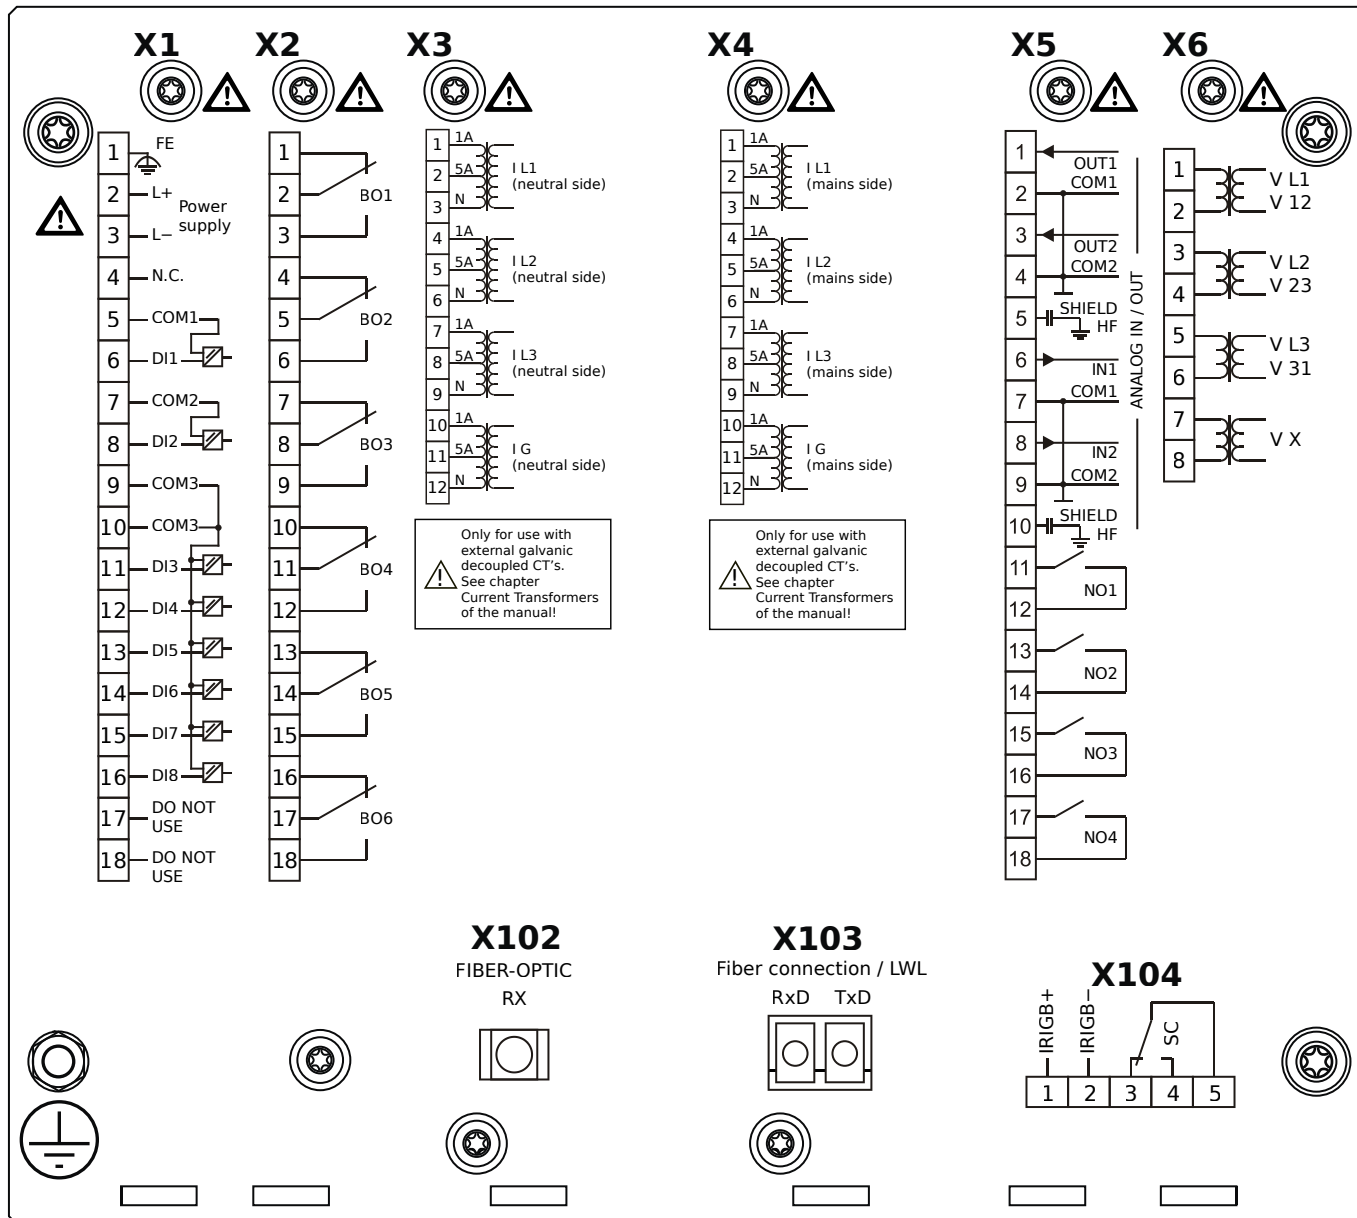 X1
X2
X3
X4
X5
X6
1 FE
2 L+ Power
3 L− supply
4 N.C.
5 COM1
6 DI1
7 COM2
8 DI2
9 COM3
10 COM3
11 DI3
12 DI4
13 DI5
14 DI6
15 DI7
16 DI8
17 DO NOT
USE
18 DO NOT
USE
1
2 BO1
3
4
5 BO2
6
7
8 BO3
9
10
11 BO4
12
13
14 BO5
15
16
17 BO6
18
1 1A I L1
2 5A (neutral side)
3 N
4 1A I L2
5 5A (neutral side)
6 N
7 1A I L3
8 5A (neutral side)
9 N
10 1A I G
11 5A (neutral side)
12 N
Only for use with
external galvanic
decoupled CT's.
See chapter
Current Transformers
of the manual!
1 1A I L1
2 5A (mains side)
3 N
4 1A I L2
5 5A (mains side)
6 N
7 1A I L3
8 5A (mains side)
9 N
10 1A I G
11 5A (mains side)
12 N
Only for use with
external galvanic
decoupled CT's.
See chapter
Current Transformers
of the manual!
1 OUT1
2 COM1
3 OUT2
4 COM2
5 SHIELD
HF
6 IN1
7 COM1
8 IN2
9 COM2
10 SHIELD
HF
ANALOG IN / OUT
11 NO1
12
13 NO2
14
15 NO3
16
17 NO4
18
1 V L1
2 V 12
3 V L2
4 V 23
5 V L3
6 V 31
7 V X
8
X102
FIBER-OPTIC
RX
X103
Fiber connection / LWL
RxD TxD
X104
IRIGB+ IRIGB− SC
1 2 3 4 5